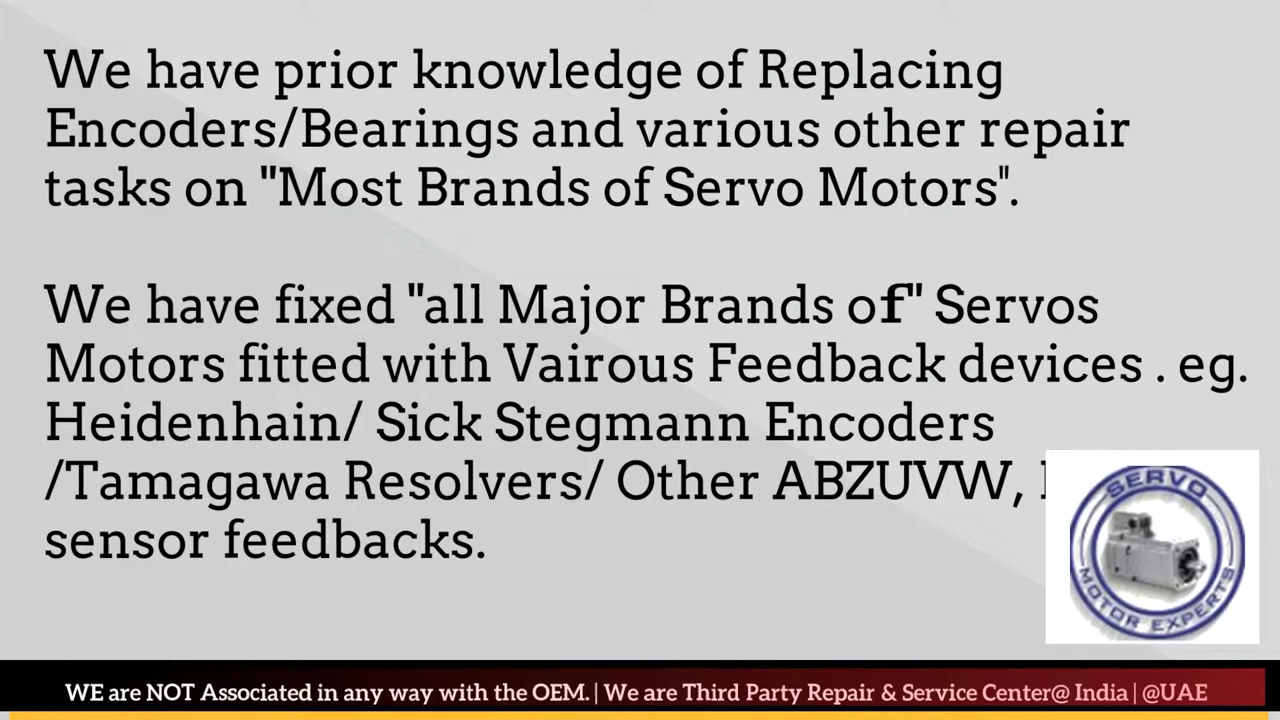 We have prior knowledge of Replacing
Encoders/Bearings and various other repair
tasks on "Most Brands of Servo Motors".
We have fixed "all Major Brands of" Servos
Motors fitted with Vairous Feedback devices . eg.
Heidenhain/ Sick Stegmann Encoders
/Tamagawa Resolvers/ Other ABZUVW,
sensor feedbacks.
SERVO
MOTOR EXPERTS
WE are NOT Associated in any way with the OEM. | We are Third Party Repair & Service Center@ India | @UAE